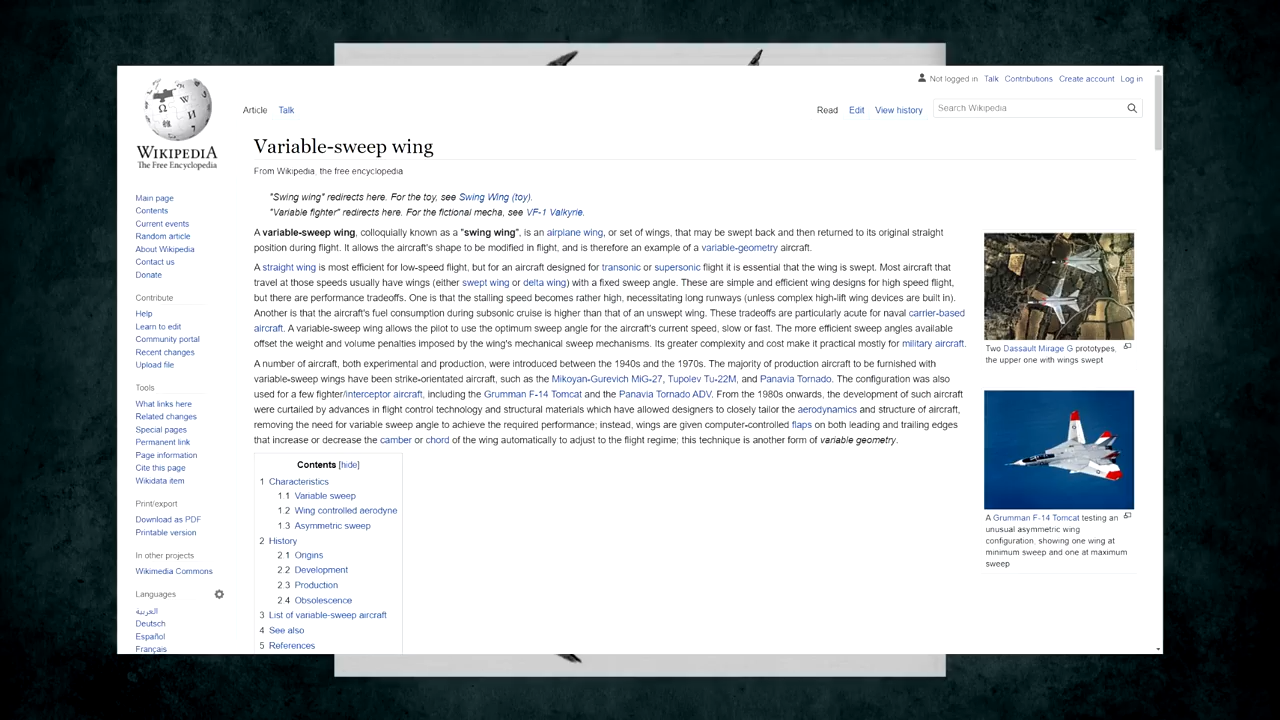 Not logged in Talk Contributions Create account Log in
Article Talk Read Edit View history Search Wikipedia
WIKIPEDIA
The Free Encyclopedia
Variable-sweep wing
From Wikipedia, the free encyclopedia
"Swing wing" redirects here. For the toy, see Swing Wing (toy).
"Variable fighter" redirects here. For the fictional mecha, see VF-1 Valkyrie.
A variable-sweep wing, colloquially known as a "swing wing", is an airplane wing, or set of wings, that may be swept back and then returned to its original straight
position during flight. It allows the aircraft's shape to be modified in flight, and is therefore an example of a variable-geometry aircraft.
A straight wing is most efficient for low-speed flight, but for an aircraft designed for transonic or supersonic flight it is essential that the wing is swept. Most aircraft that
travel at those speeds usually have wings (either swept wing or delta wing) with a fixed sweep angle. These are simple and efficient wing designs for high speed flight,
but there are performance tradeoffs. One is that the stalling speed becomes rather high, necessitating long runways (unless complex high-lift wing devices are built in).
Another is that the aircraft's fuel consumption during subsonic cruise is higher than that of an unswept wing. These tradeoffs are particularly acute for naval carrier-based
aircraft. A variable-sweep wing allows the pilot to use the optimum sweep angle for the aircraft's current speed, slow or fast. The more efficient sweep angles available
offset the weight and volume penalties imposed by the wing's mechanical sweep mechanisms. Its greater complexity and cost make it practical mostly for military aircraft.
A number of aircraft, both experimental and production, were introduced between the 1940s and the 1970s. The majority of production aircraft to be furnished with
variable-sweep wings have been strike-orientated aircraft, such as the Mikoyan-Gurevich MiG-27, Tupolev Tu-22M, and Panavia Tornado. The configuration was also
used for a few fighter/interceptor aircraft, including the Grumman F-14 Tomcat and the Panavia Tornado ADV. From the 1980s onwards, the development of such aircraft
were curtailed by advances in flight control technology and structural materials which have allowed designers to closely tailor the aerodynamics and structure of aircraft,
removing the need for variable sweep angle to achieve the required performance; instead, wings are given computer-controlled flaps on both leading and trailing edges
that increase or decrease the camber or chord of the wing automatically to adjust to the flight regime; this technique is another form of variable geometry.
Contents [hide]
1 Characteristics
1.1 Variable sweep
1.2 Wing controlled aerodyne
1.3 Asymmetric sweep
2 History
2.1 Origins
2.2 Development
2.3 Production
2.4 Obsolescence
3 List of variable-sweep aircraft
4 See also
5 References
Two Dassault Mirage G prototypes,
the upper one with wings swept
A Grumman F-14 Tomcat testing an
unusual asymmetric wing
configuration, showing one wing at
minimum sweep and one at maximum
sweep
Main page
Contents
Current events
Random article
About Wikipedia
Contact us
Donate
Contribute
Help
Learn to edit
Community portal
Recent changes
Upload file
Tools
What links here
Related changes
Special pages
Permanent link
Page information
Cite this page
Wikidata item
Print/export
Download as PDF
Printable version
In other projects
Wikimedia Commons
Languages
العربية
Deutsch
Español
Français